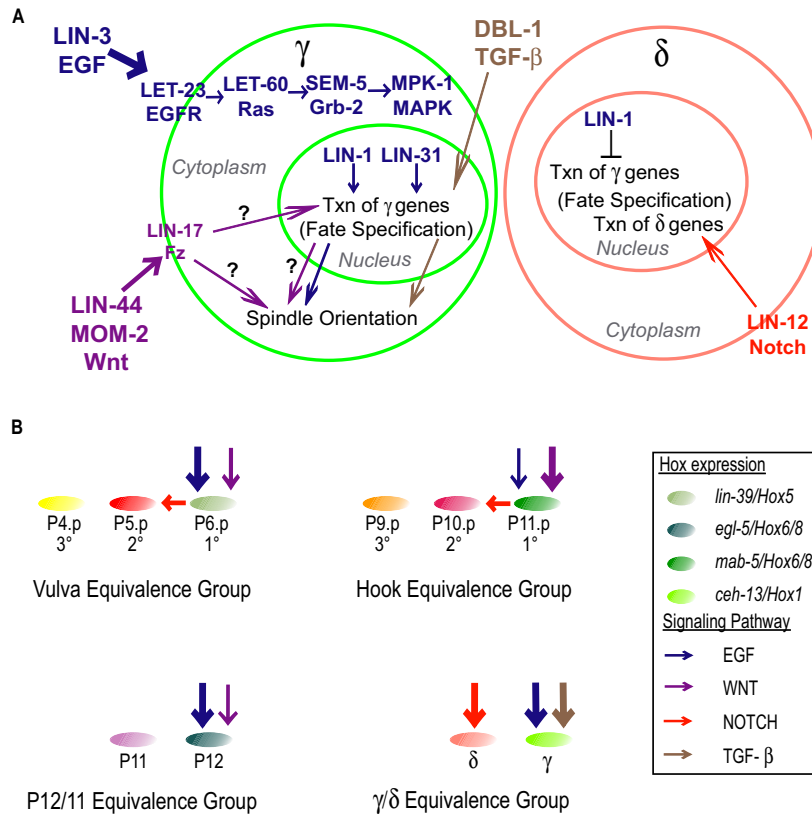 A
LIN-3
EGF
γ
DBL-1
TGF-β
δ
LET-23
EGFR
LET-60
Ras
SEM-5
Grb-2
MPK-1
MAPK
Cytoplasm
LIN-1 LIN-31
Txn of γ genes
(Fate Specification)
Nucleus
?
LIN-17
Fz
?
?
Spindle Orientation
LIN-44
MOM-2
Wnt
LIN-1
Txn of γ genes
(Fate Specification)
Txn of δ genes
Nucleus
Cytoplasm
LIN-12
Notch
B
P4.p
3°
P5.p
2°
P6.p
1°
Vulva Equivalence Group
P9.p
3°
P10.p
2°
P11.p
1°
Hook Equivalence Group
P11
P12
P12/11 Equivalence Group
δ
γ
γ/δ Equivalence Group
Hox expression
lin-39/Hox5
egl-5/Hox6/8
mab-5/Hox6/8
ceh-13/Hox1
Signaling Pathway
EGF
WNT
NOTCH
TGF- β